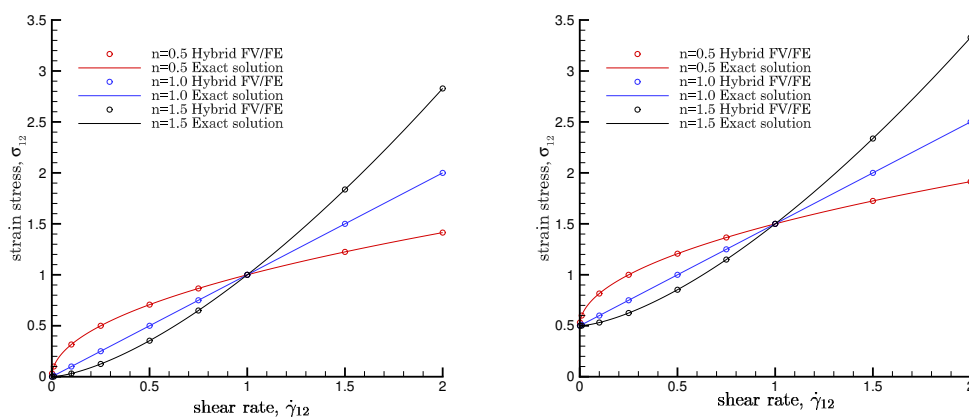 3.5
3
2.5
2
1.5
1
0.5
0
strain stress, σ12
n=0.5 Hybrid FV/FE
n=0.5 Exact solution
n=1.0 Hybrid FV/FE
n=1.0 Exact solution
n=1.5 Hybrid FV/FE
n=1.5 Exact solution
0 0.5 1 1.5 2
shear rate, γ̇12
3.5
3
2.5
2
1.5
1
0.5
0
strain stress, σ12
n=0.5 Hybrid FV/FE
n=0.5 Exact solution
n=1.0 Hybrid FV/FE
n=1.0 Exact solution
n=1.5 Hybrid FV/FE
n=1.5 Exact solution
0 0.5 1 1.5 2
shear rate, γ̇12